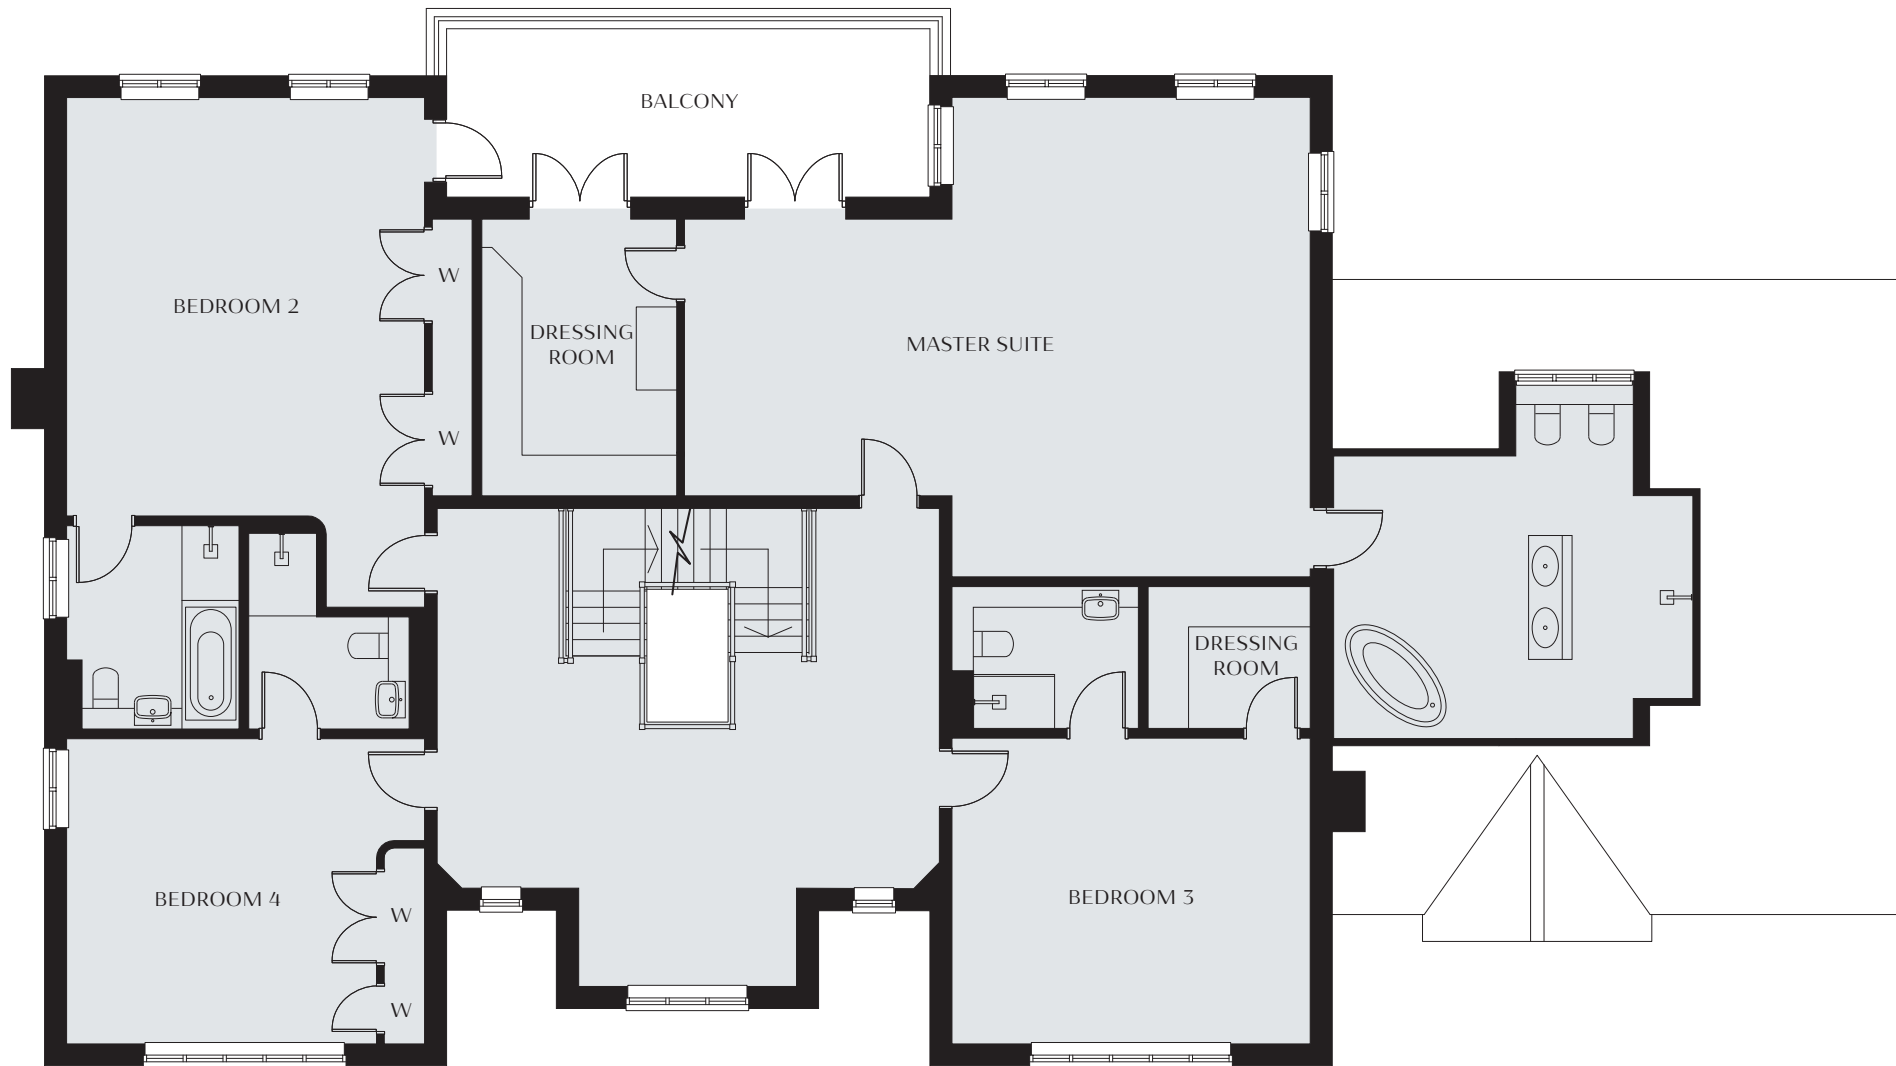 BALCONY
W
BEDROOM 2
DRESSING
ROOM
MASTER SUITE
W
DRESSING
ROOM
BEDROOM 4
W
BEDROOM 3
W